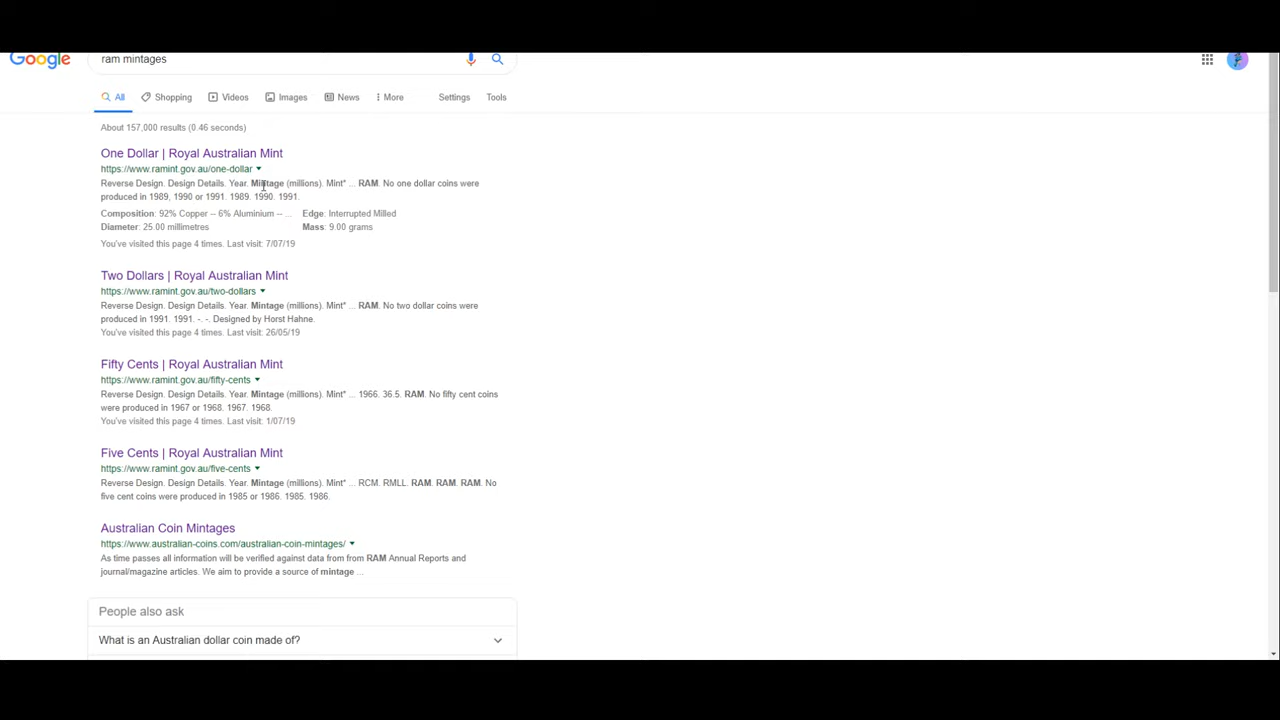 Google
ram mintages
All Shopping Videos Images News More Settings Tools
About 157,000 results (0.46 seconds)
One Dollar | Royal Australian Mint
https://www.ramint.gov.au/one-dollar
Reverse Design. Design Details. Year. Mintage (millions). Mint* ... RAM. No one dollar coins were
produced in 1989, 1990 or 1991. 1989. 1990. 1991.
Composition: 92% Copper -- 6% Aluminium -- ... Edge: Interrupted Milled
Diameter: 25.00 millimetres Mass: 9.00 grams
You've visited this page 4 times. Last visit: 7/07/19
Two Dollars | Royal Australian Mint
https://www.ramint.gov.au/two-dollars
Reverse Design. Design Details. Year. Mintage (millions). Mint* ... RAM. No two dollar coins were
produced in 1991. 1991. -. -. Designed by Horst Hahne.
You've visited this page 4 times. Last visit: 26/05/19
Fifty Cents | Royal Australian Mint
https://www.ramint.gov.au/fifty-cents
Reverse Design. Design Details. Year. Mintage (millions). Mint* ... 1966. 36.5. RAM. No fifty cent coins
were produced in 1967 or 1968. 1967. 1968.
You've visited this page 4 times. Last visit: 1/07/19
Five Cents | Royal Australian Mint
https://www.ramint.gov.au/five-cents
Reverse Design. Design Details. Year. Mintage (millions). Mint* ... RCM. RMLL. RAM. RAM. RAM. No
five cent coins were produced in 1985 or 1986. 1985. 1986.
Australian Coin Mintages
https://www.australian-coins.com/australian-coin-mintages/
As time passes all information will be verified against data from from RAM Annual Reports and
journal/magazine articles. We aim to provide a source of mintage ...
People also ask
What is an Australian dollar coin made of?